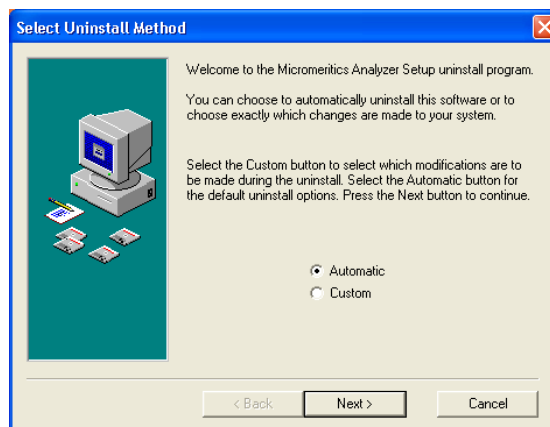 Select Uninstall Method
Welcome to the Micromeritics Analyzer Setup uninstall program.
You can choose to automatically uninstall this software or to
choose exactly which changes are made to your system.
Select the Custom button to select which modifications are to
be made during the uninstall. Select the Automatic button for
the default uninstall options. Press the Next button to continue.
Automatic
Custom
< Back
Next >
Cancel